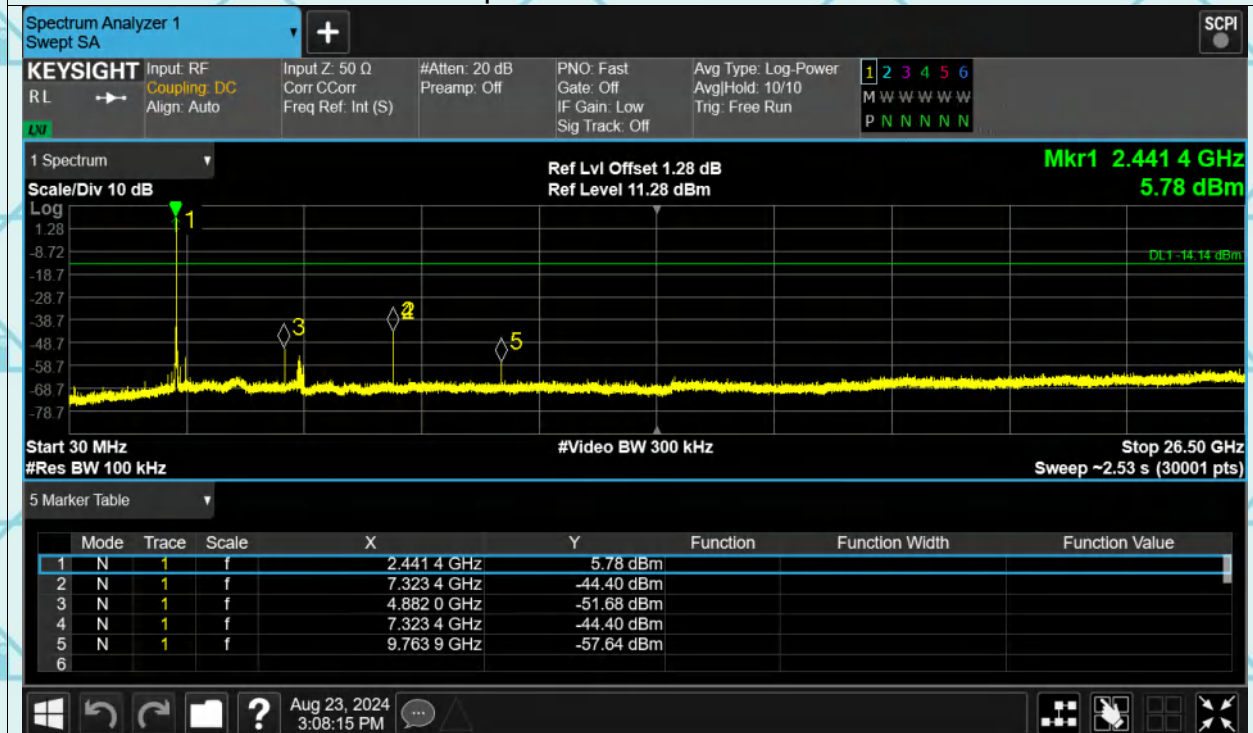 Spectrum Analyzer 1
Swept SA
+
SCPI
KEYSIGHT
RL
LXI
Input: RF
Coupling: DC
Align: Auto
Input Z: 50 Ω
Corr CCorr
Freq Ref: Int (S)
#Atten: 20 dB
Preamp: Off
PNO: Fast
Gate: Off
IF Gain: Low
Sig Track: Off
Avg Type: Log-Power
Avg|Hold: 10/10
Trig: Free Run
1 2 3 4 5 6
M W W W W W W
P N N N N N N
1 Spectrum
Scale/Div 10 dB
Ref Lvl Offset 1.28 dB
Ref Level 11.28 dBm
Mkr1 2.441 4 GHz
5.78 dBm
Log
1.28
-8.72
-18.7
-28.7
-38.7
-48.7
-58.7
-68.7
-78.7
1
DL1 -14.14 dBm
3
5
Start 30 MHz
#Res BW 100 kHz
#Video BW 300 kHz
Stop 26.50 GHz
Sweep ~2.53 s (30001 pts)
5 Marker Table
Mode Trace Scale X Y Function Function Width Function Value
1 N 1 f 2.441 4 GHz 5.78 dBm
2 N 1 f 7.323 4 GHz -44.40 dBm
3 N 1 f 4.882 0 GHz -51.68 dBm
4 N 1 f 7.323 4 GHz -44.40 dBm
5 N 1 f 9.763 9 GHz -57.64 dBm
6
?
Aug 23, 2024
3:08:15 PM